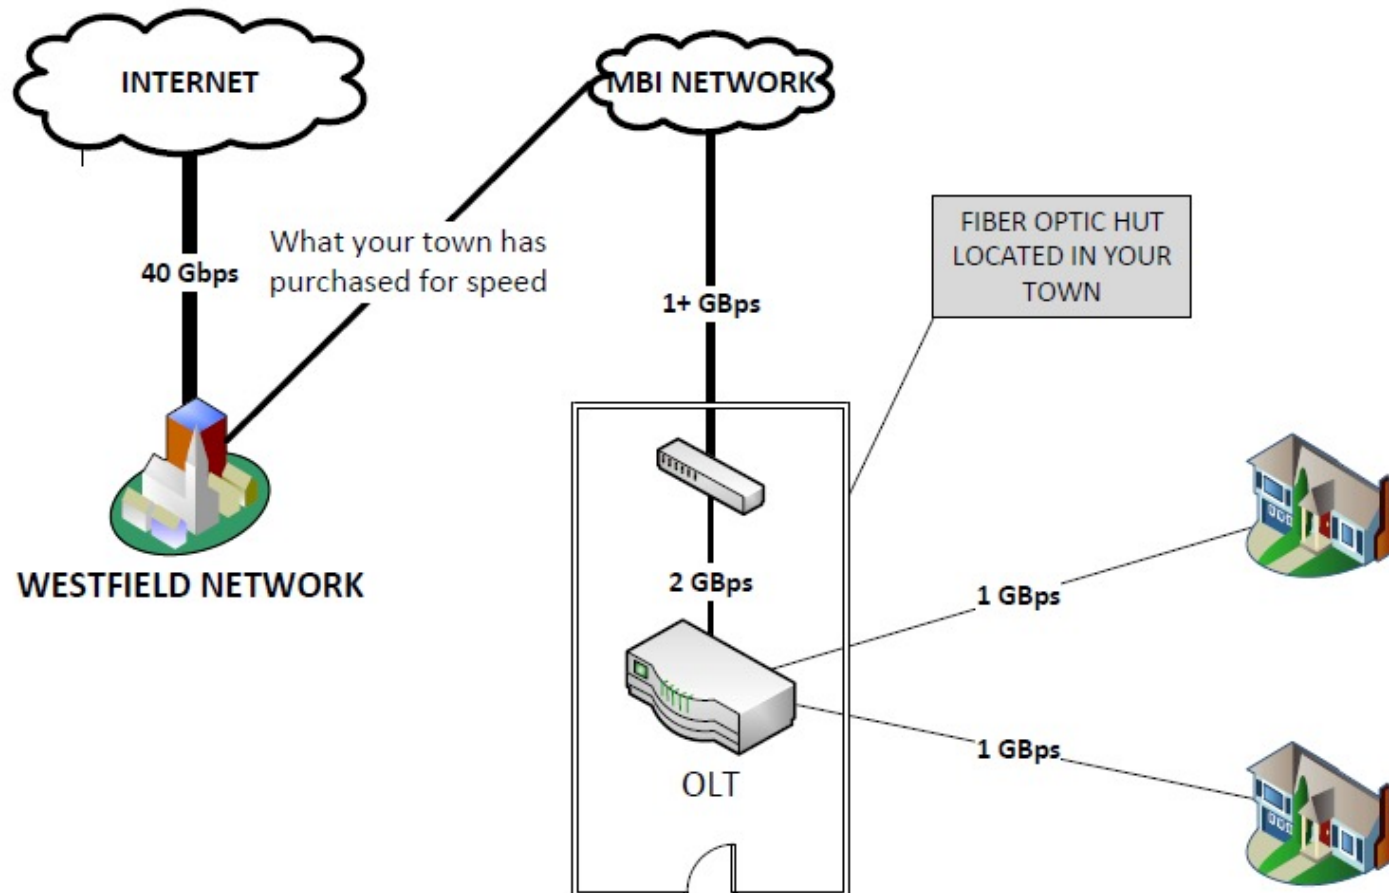 INTERNET
MBI NETWORK
What your town has
purchased for speed
40 Gbps
1+ GBps
FIBER OPTIC HUT
LOCATED IN YOUR
TOWN
WESTFIELD NETWORK
2 GBps
1 GBps
1 GBps
OLT